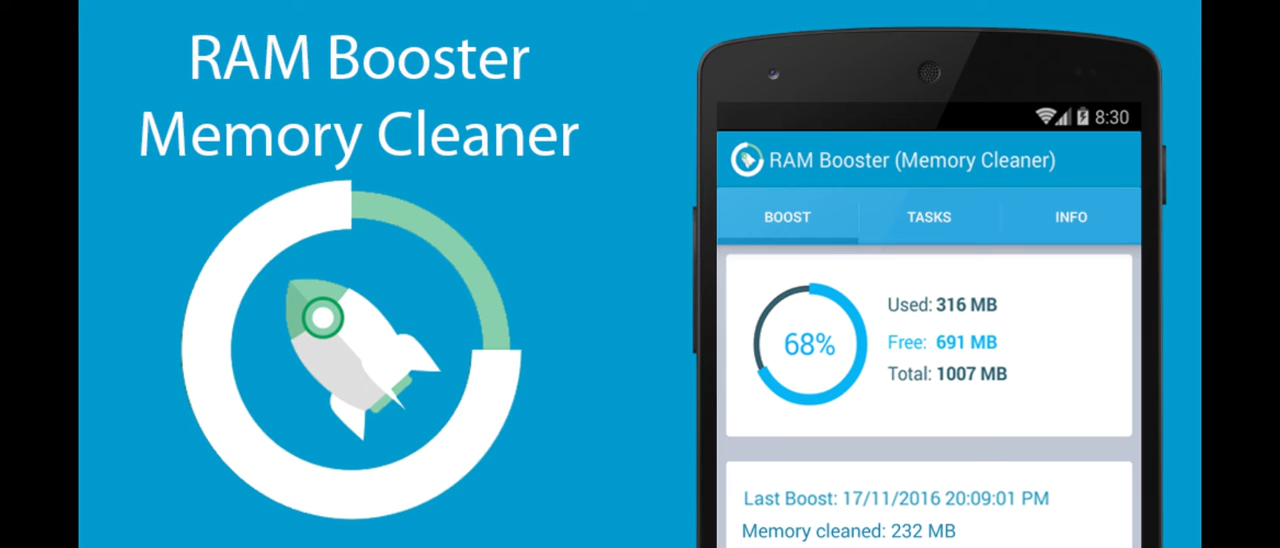 RAM Booster
Memory Cleaner
8:30
RAM Booster (Memory Cleaner)
BOOST TASKS INFO
68%
Used: 316 MB
Free: 691 MB
Total: 1007 MB
Last Boost: 17/11/2016 20:09:01 PM
Memory cleaned: 232 MB